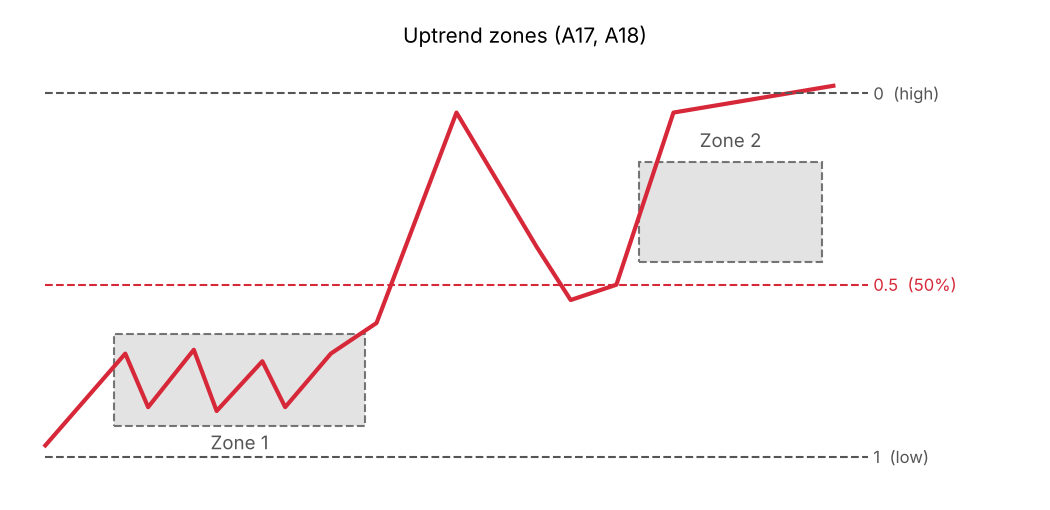 Uptrend zones (A17, A18)
0 (high)
Zone 2
0.5 (50%)
Zone 1
1 (low)